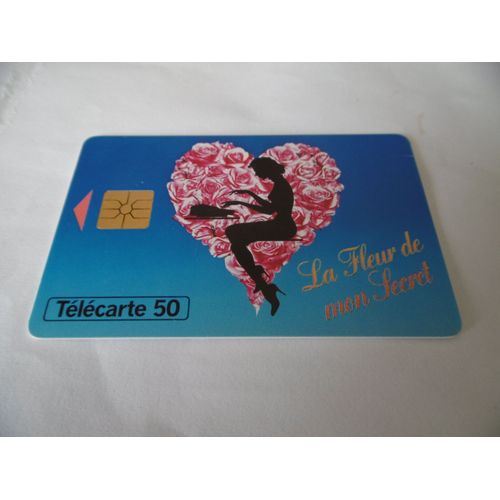 La Fleur de
mon Secret
Télécarte 50